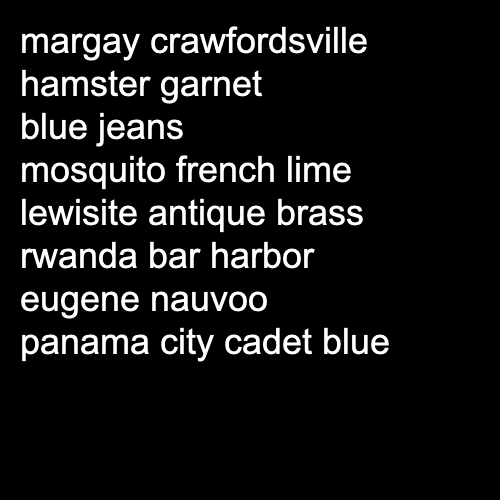 margay crawfordsville
hamster garnet
blue jeans
mosquito french lime
lewisite antique brass
rwanda bar harbor
eugene nauvoo
panama city cadet blue